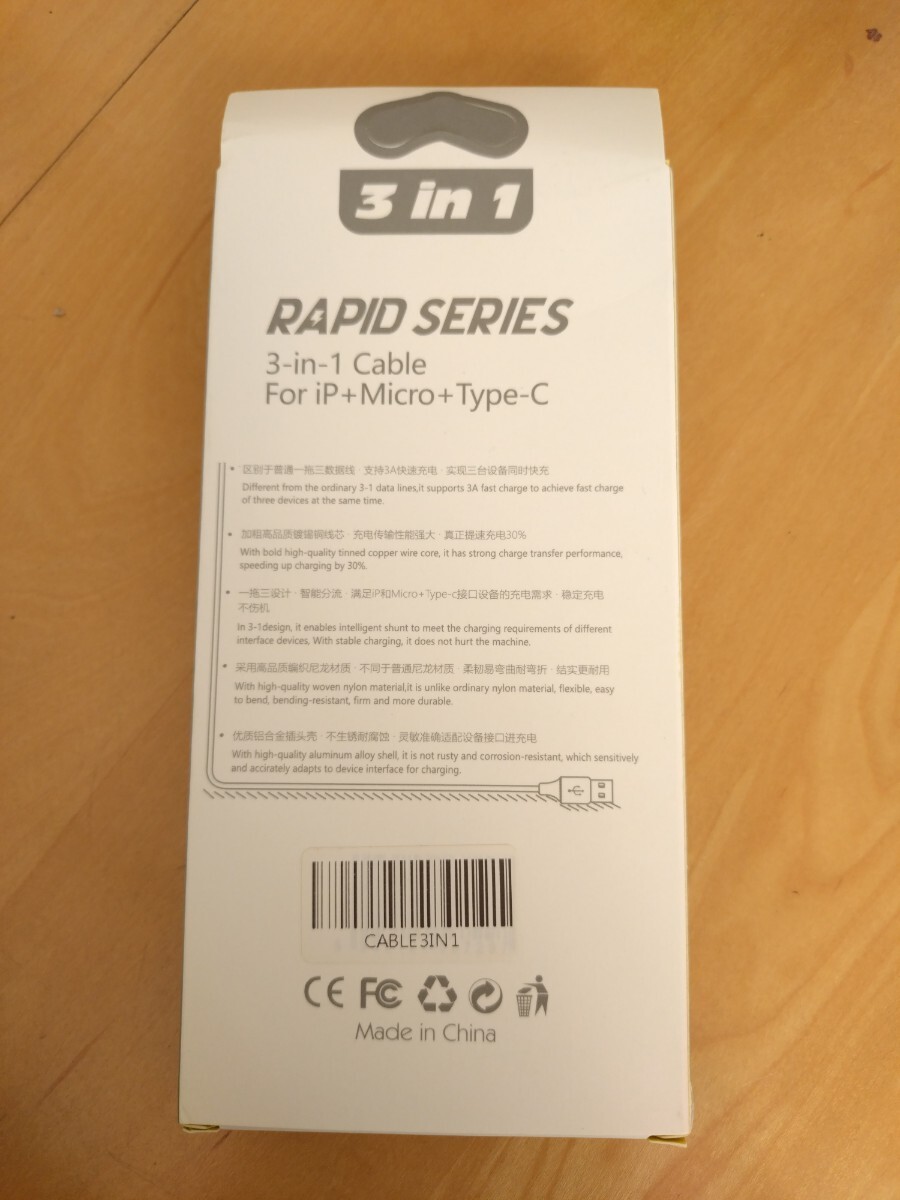 3 in 1
RAPID SERIES
3-in-1 Cable
For iP+Micro+Type-C
• 区别于普通一拖三数据线 · 支持3A快速充电 · 实现三台设备同时快充
Different from the ordinary 3-1 data lines,it supports 3A fast charge to achieve fast charge
of three devices at the same time.
• 加粗高品质镀锡铜线芯 · 充电传输性能强大 · 真正提速充电30%
With bold high-quality tinned copper wire core, it has strong charge transfer performance,
speeding up charging by 30%.
• 一拖三设计 · 智能分流 · 满足iP和Micro+Type-c接口设备的充电需求 · 稳定充电
不伤机
In 3-1design, it enables intelligent shunt to meet the charging requirements of different
interface devices, With stable charging, it does not hurt the machine.
• 采用高品质编织尼龙材质 · 不同于普通尼龙材质 · 柔韧易弯曲耐弯折 · 结实更耐用
With high-quality woven nylon material,it is unlike ordinary nylon material, flexible, easy
to bend, bending-resistant, firm and more durable.
• 优质铝合金插头壳 · 不生锈耐腐蚀 · 灵敏准确适配设备接口进充电
With high-quality aluminum alloy shell, it is not rusty and corrosion-resistant, which sensitively
and accirately adapts to device interface for charging.
CABLE3IN1
CE FC
Made in China